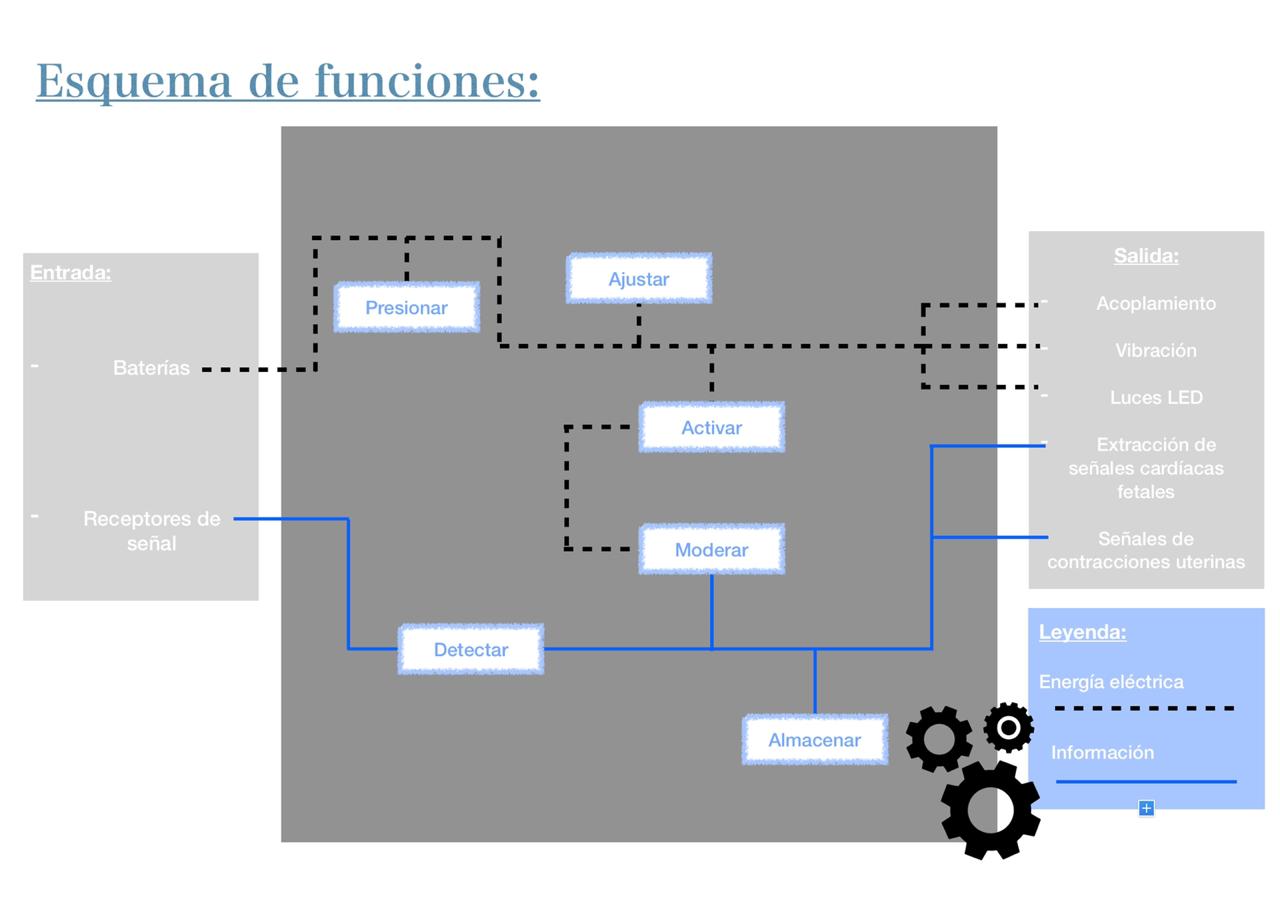 Esquema de funciones:
Entrada:
- Baterías
- Receptores de
señal
Presionar
Ajustar
Activar
Moderar
Detectar
Almacenar
Salida:
- Acoplamiento
- Vibración
- Luces LED
- Extracción de
señales cardíacas
fetales
Señales de
contracciones uterinas
Leyenda:
Energía eléctrica
Información